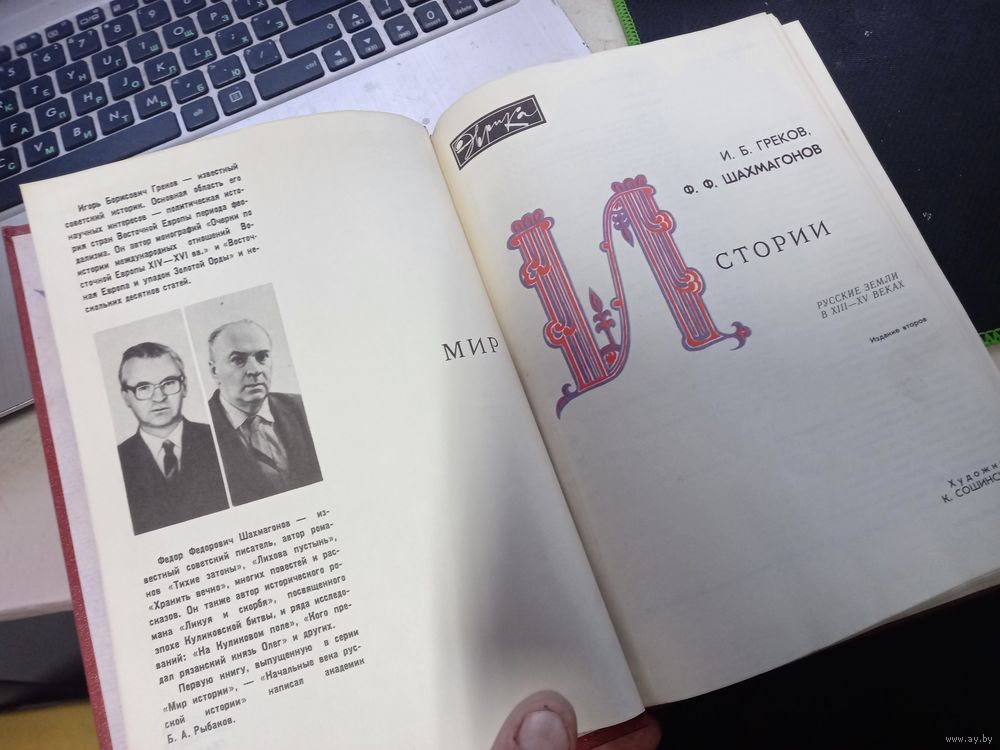 Игорь Борисович Греков — известный
советский историк. Основная область его
научных интересов — политическая исто-
рия стран Восточной Европы периода фео-
дализма. Он автор монографий «Очерки по
истории международных отношений Во-
сточной Европы XIV—XVI вв.» и «Восточ-
ная Европа и упадок Золотой Орды» и не-
скольких десятков статей.
Федор Федорович Шахмагонов — из-
вестный советский писатель, автор рома-
нов «Тихие затоны», «Лихова пустынь»,
«Хранить вечно», многих повестей и рас-
сказов. Он также автор исторического ро-
мана «Ликуя и скорбя», посвященного
эпохе Куликовской битвы, и ряда исследо-
ваний: «На Куликовом поле», «Кого пре-
дал рязанский князь Олег» и других.
Первую книгу, выпущенную в серии
«Мир истории», — «Начальные века рус-
ской истории» написал академик
Б. А. Рыбаков.
МИР
эврика
И. Б. ГРЕКОВ,
Ф. Ф. ШАХМАГОНОВ
И
СТОРИИ
РУССКИЕ ЗЕМЛИ
В XIII—XV ВЕКАХ
Издание второе
Худож
К. СОШИНС
www.ay.by